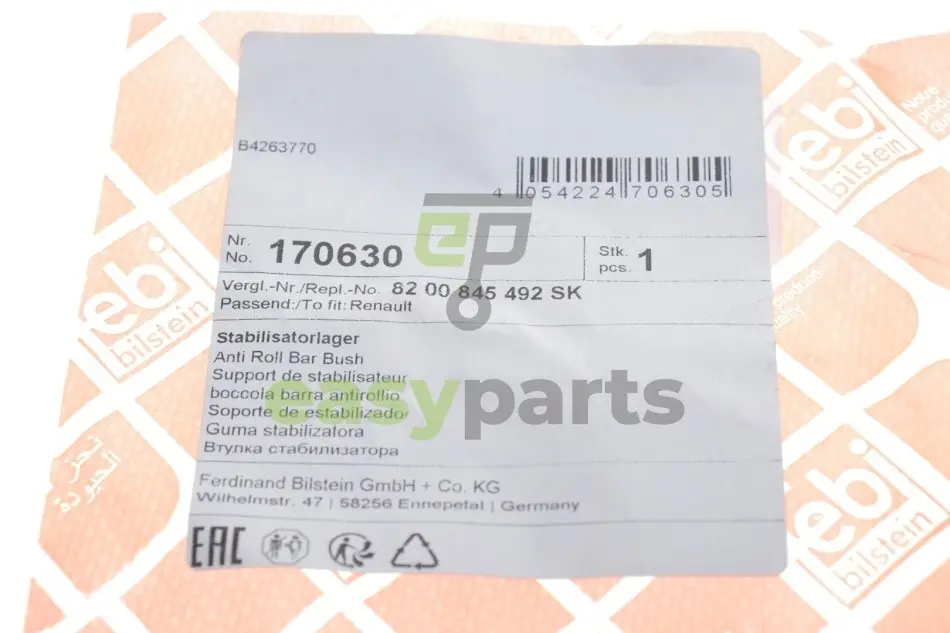 B4263770
4 054224 706305
Nr.
No. 170630
Stk.
pcs. 1
Vergl.-Nr./Repl.-No. 82 00 845 492 SK
Passend:/To fit: Renault
Stabilisatorlager
Anti Roll Bar Bush
Support de stabilisateur
boccola barra antirollio
Soporte de estabilizador
Guma stabilizatora
Втулка стабилизатора
easyparts
ep
Ferdinand Bilstein GmbH + Co. KG
Wilhelmstr. 47 | 58256 Ennepetal | Germany
EAC
febi
bilstein
febi
bilstein
febi
bilstein